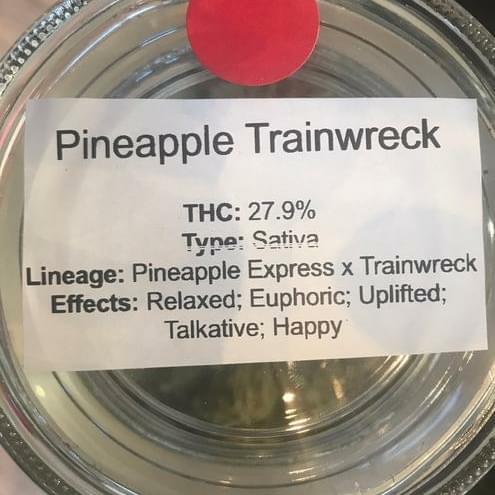 Pineapple Trainwreck
THC: 27.9%
Type: Sativa
Lineage: Pineapple Express x Trainwreck
Effects: Relaxed; Euphoric; Uplifted;
Talkative; Happy